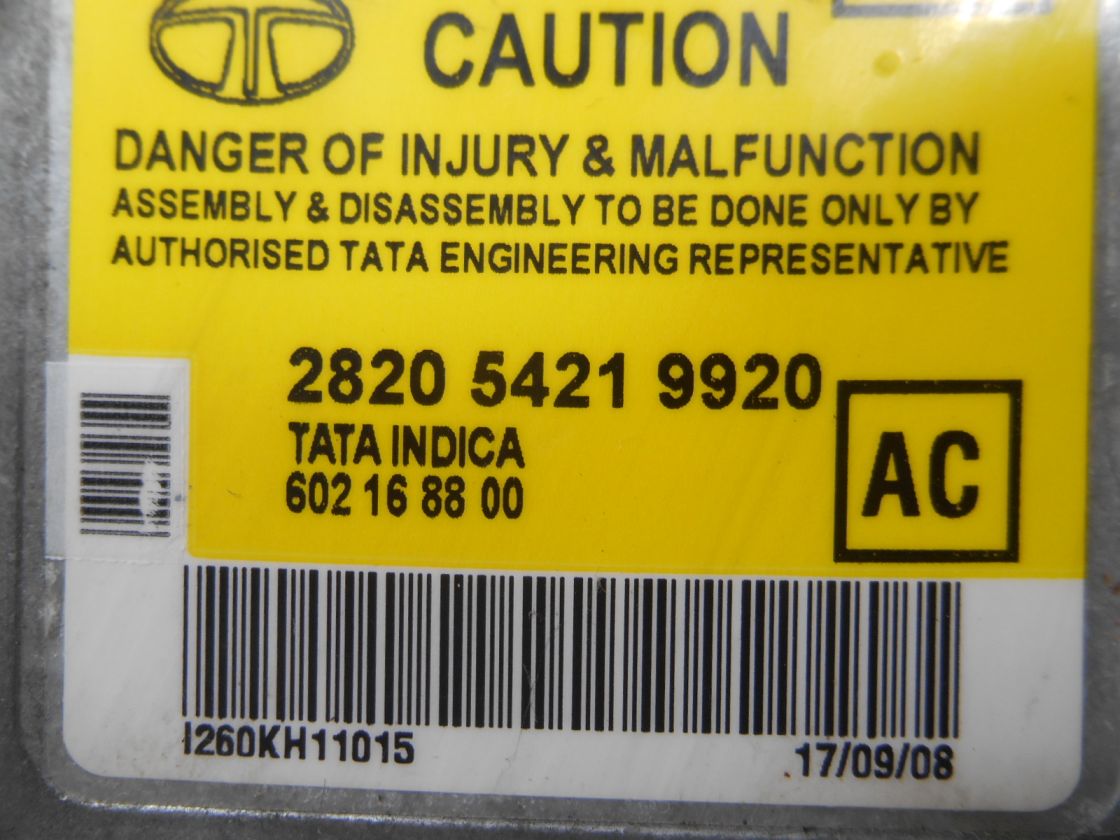 CAUTION
DANGER OF INJURY & MALFUNCTION
ASSEMBLY & DISASSEMBLY TO BE DONE ONLY BY
AUTHORISED TATA ENGINEERING REPRESENTATIVE
2820 5421 9920
TATA INDICA
602 16 88 00
AC
I260KH11015
17/09/08